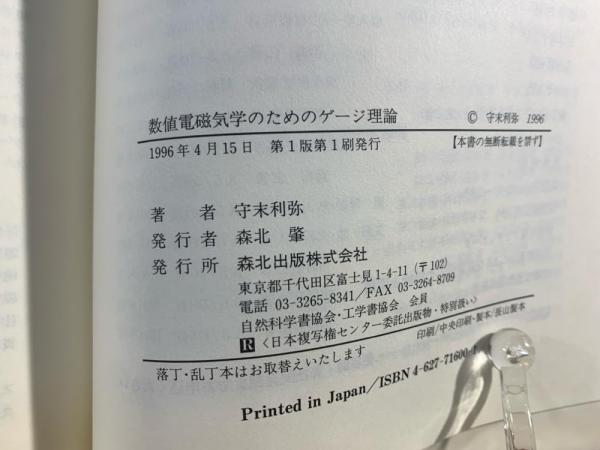 数値電磁気学のためのゲージ理論 © 守末利弥 1996
1996年4月15日 第1版第1刷発行 【本書の無断転載を禁ず】
著者 守末利弥
発行者 森北 肇
発行所 森北出版株式会社
東京都千代田区富士見1-4-11(〒102)
電話 03-3265-8341/FAX 03-3264-8709
自然科学書協会・工学書協会 会員
R <日本複写権センター委託出版物・特別扱い>
落丁・乱丁本はお取替えいたします 印刷/中央印刷・製本/長山製本
Printed in Japan/ISBN 4-627-71600-